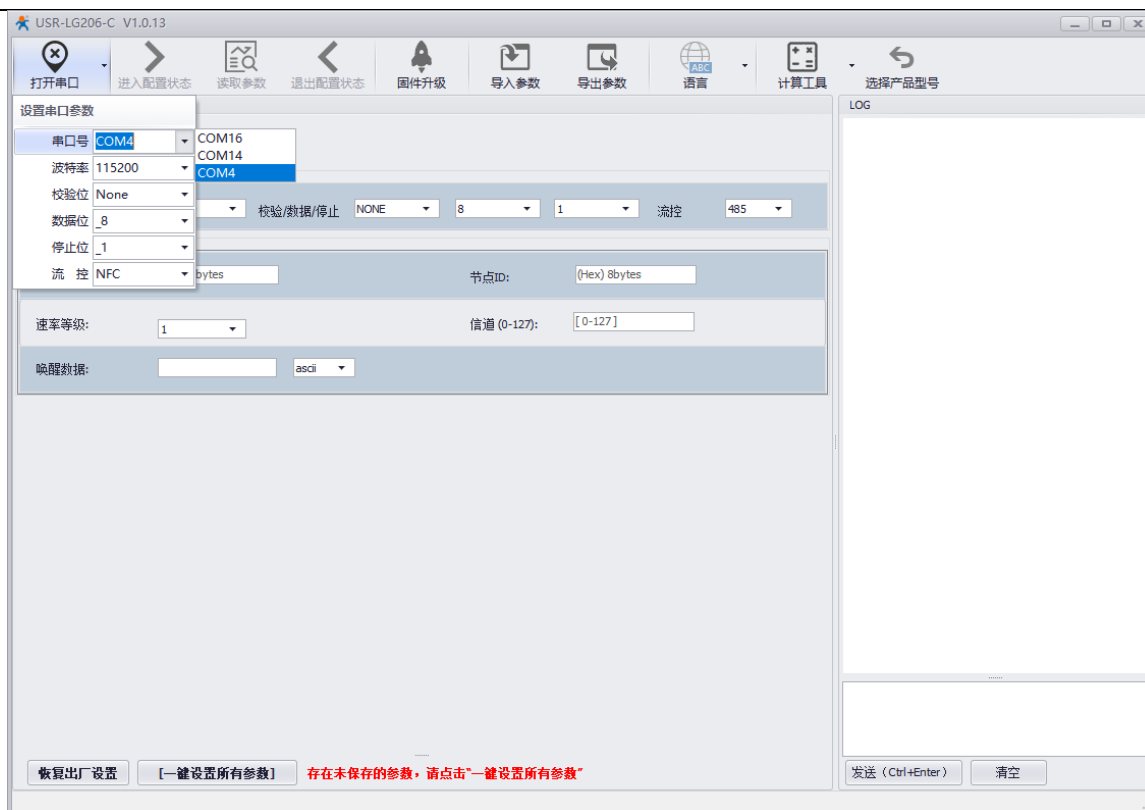 USR-LG206-C V1.0.13
打开串口 进入配置状态 读取参数 退出配置状态 固件升级 导入参数 导出参数 ABC 语言 计算工具 选择产品型号
设置串口参数
LOG
串口号 COM4
COM16
COM14
COM4
波特率 115200
校验位 None
数据位 _8
停止位 _1
流 控 NFC
校验/数据/停止 NONE 8 1 流控 485
bytes 节点ID: (Hex) 8bytes
速率等级: 1 信道 (0-127): [ 0-127 ]
唤醒数据: ascii
恢复出厂设置 [一键设置所有参数] 存在未保存的参数，请点击“一键设置所有参数”
发送（Ctrl+Enter） 清空